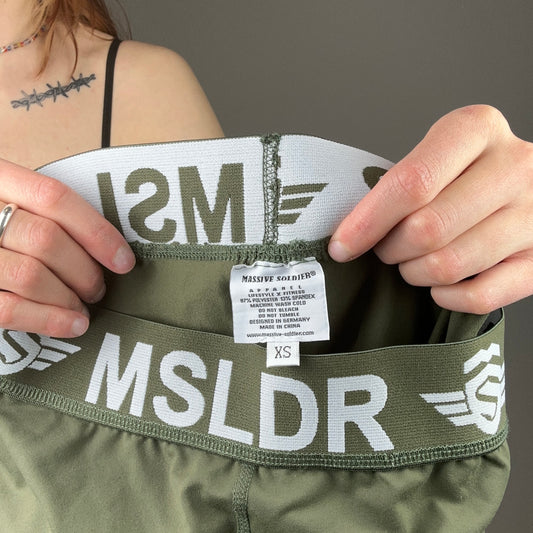 MASSIVE SOLDIER®
APPAREL
LIFESTYLE X FITNESS
87% POLYESTER 13% SPANDEX
MACHINE WASH COLD
DO NOT BLEACH
DO NOT TUMBLE
DESIGNED IN GERMANY
MADE IN CHINA
www.massive-soldier.com
XS
MSLDR